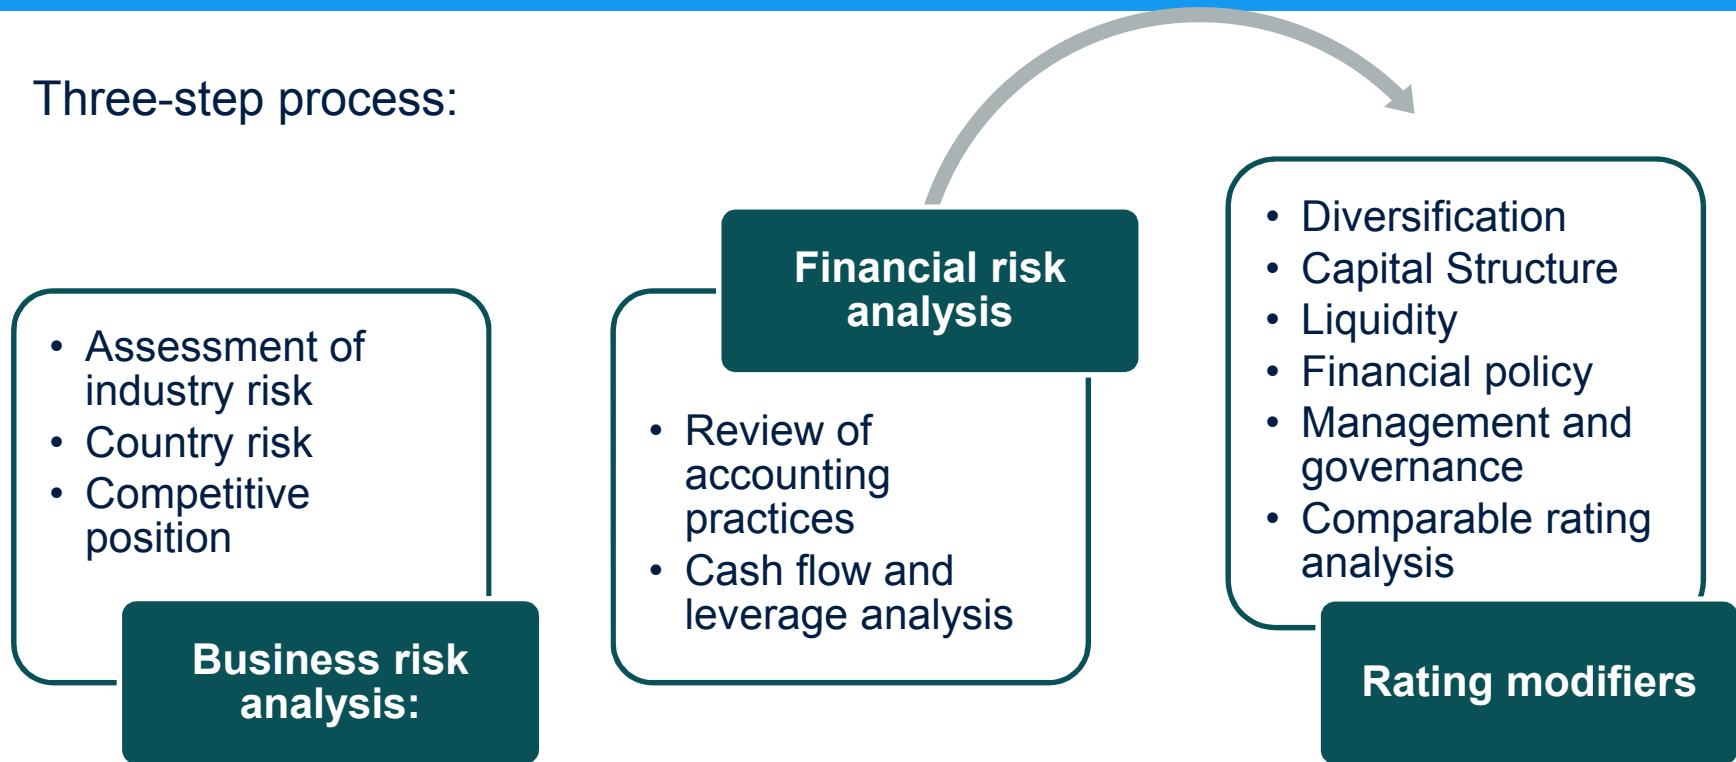 Three-step process:
• Assessment of
industry risk
• Country risk
• Competitive
position
Business risk
analysis:
Financial risk
analysis
• Review of
accounting
practices
• Cash flow and
leverage analysis
• Diversification
• Capital Structure
• Liquidity
• Financial policy
• Management and
governance
• Comparable rating
analysis
Rating modifiers